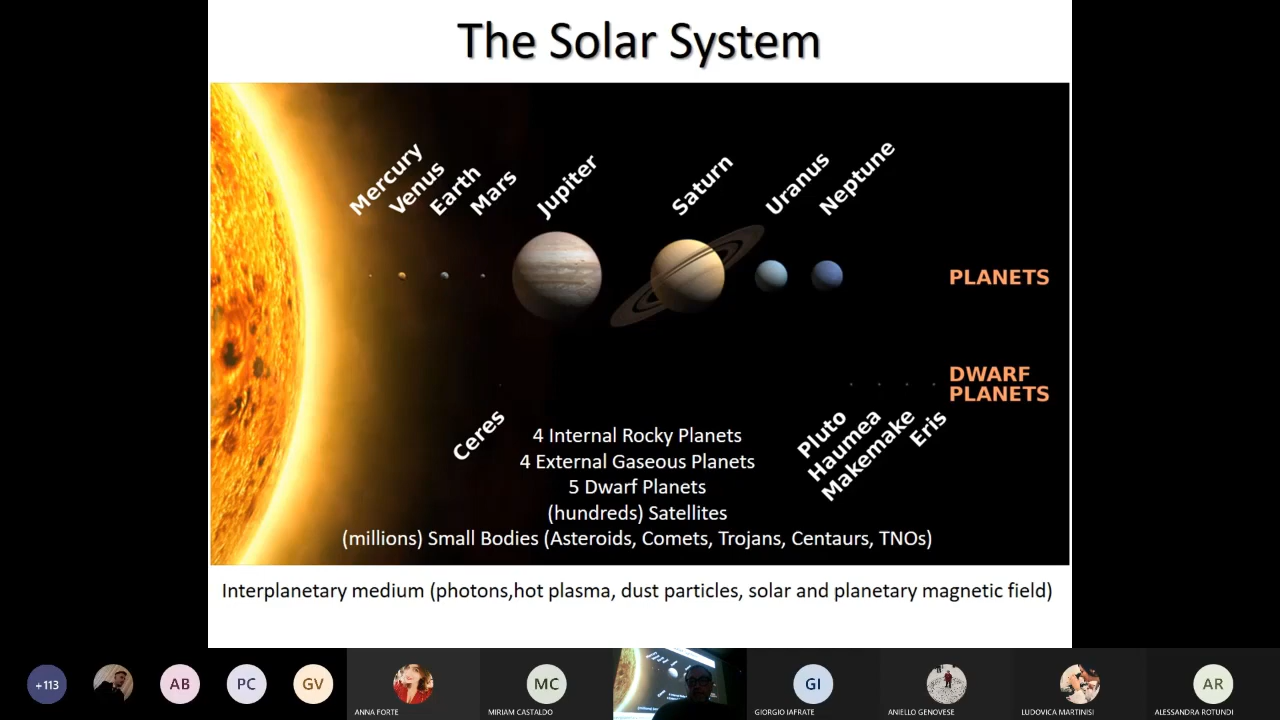 The Solar System
Mercury
Venus
Earth
Mars
Jupiter
Saturn
Uranus
Neptune
PLANETS
DWARF
PLANETS
Ceres
Pluto
Haumea
Makemake
Eris
4 Internal Rocky Planets
4 External Gaseous Planets
5 Dwarf Planets
(hundreds) Satellites
(millions) Small Bodies (Asteroids, Comets, Trojans, Centaurs, TNOs)
Interplanetary medium (photons,hot plasma, dust particles, solar and planetary magnetic field)
+113
AB
PC
GV
ANNA FORTE
MC
MIRIAM CASTALDO
GI
GIORGIO IAFRATE
ANIELLO GENOVESE
LUDOVICA MARTINISI
AR
ALESSANDRA ROTUNDI